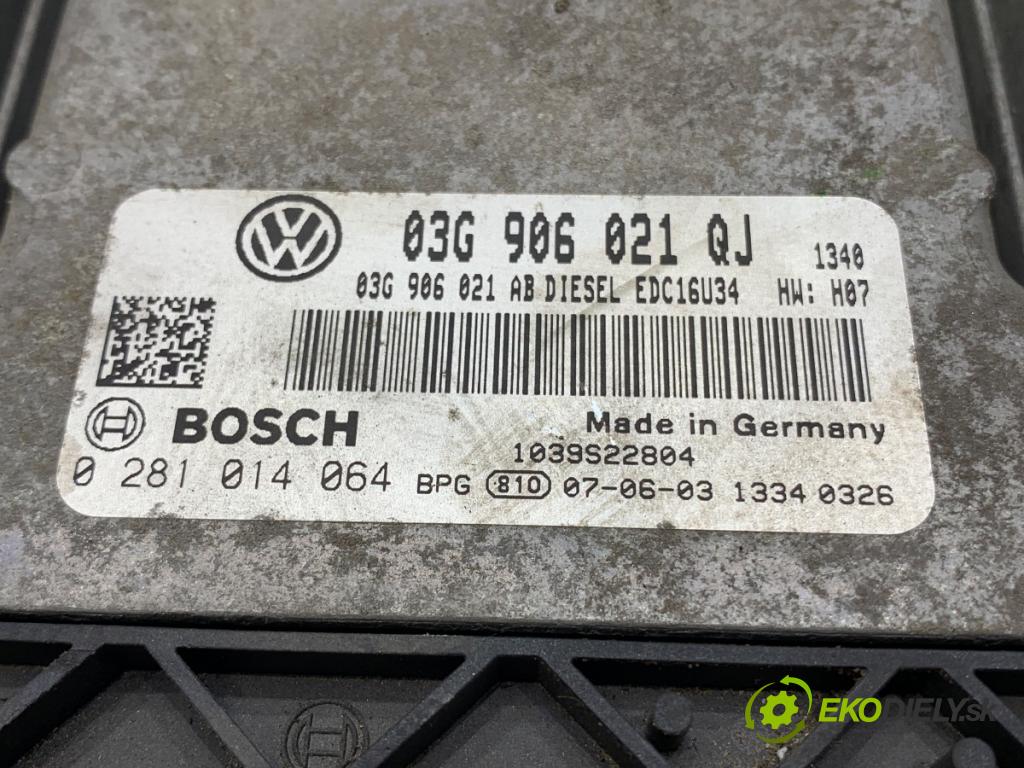 03G 906 021 QJ 1340
03G 906 021 AB DIESEL EDC16U34 HW: H07
BOSCH Made in Germany
1039S22804
0 281 014 064 BPG 810 07-06-03 1334 0326
EKODIELY.SK